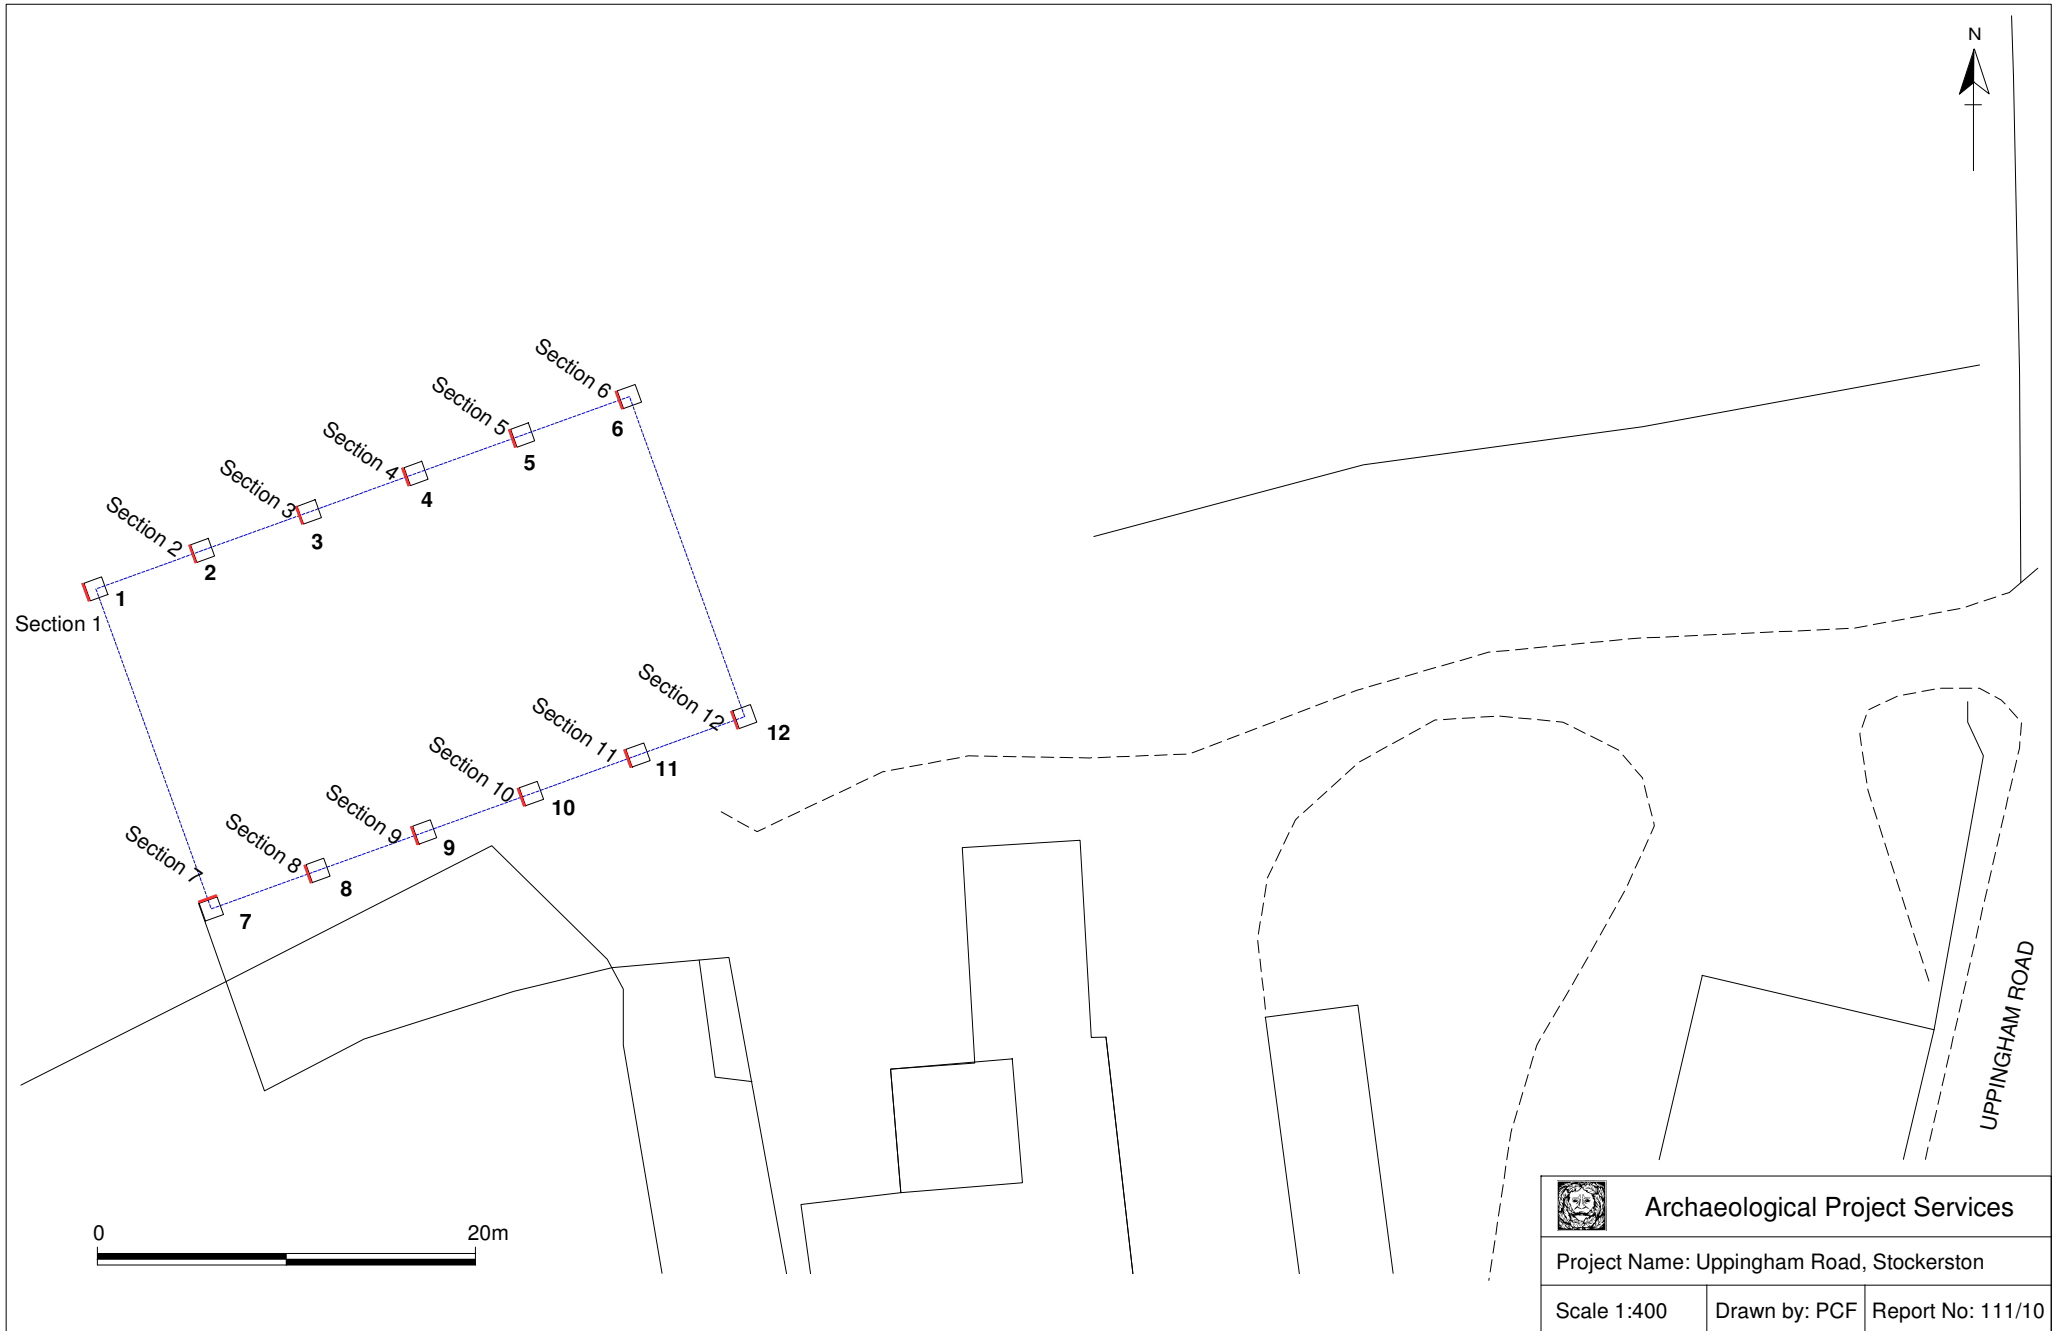 N
Section 6
6
Section 5
5
Section 4
4
Section 3
3
Section 2
2
1
Section 1
Section 12
12
Section 11
11
Section 10
10
Section 9
9
Section 8
8
Section 7
7
UPPINGHAM ROAD
0 20m
Archaeological Project Services
Project Name: Uppingham Road, Stockerston
Scale 1:400 Drawn by: PCF Report No: 111/10